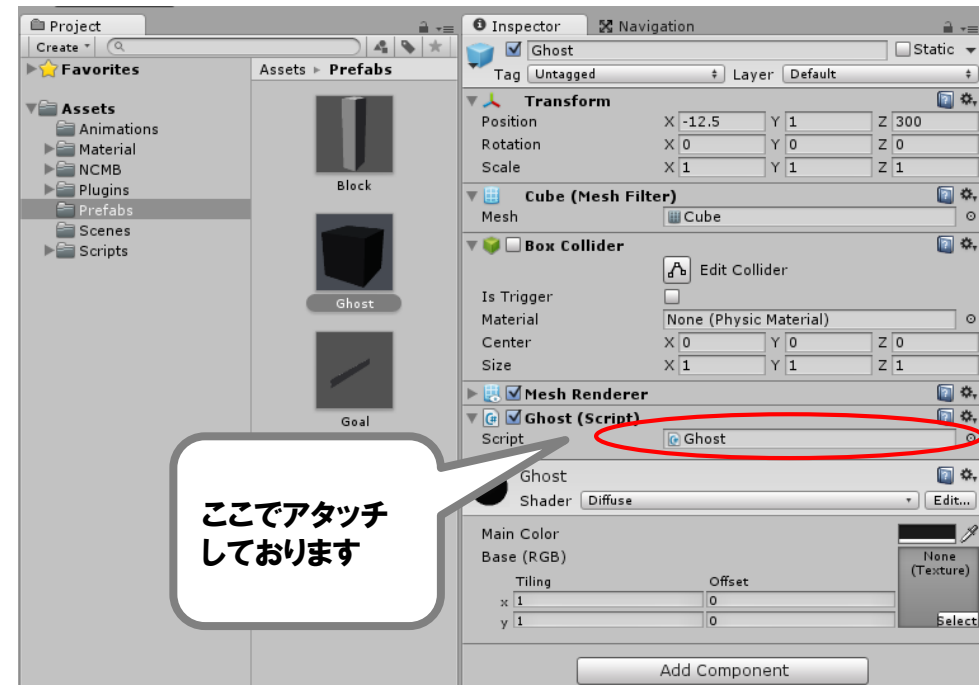 Project
Create
Favorites
Assets
Animations
Material
NCMB
Plugins
Prefabs
Scenes
Scripts
Assets ▸ Prefabs
Block
Ghost
Goal
Inspector
Navigation
Ghost
Static
Tag Untagged Layer Default
Transform
Position X -12.5 Y 1 Z 300
Rotation X 0 Y 0 Z 0
Scale X 1 Y 1 Z 1
Cube (Mesh Filter)
Mesh Cube
Box Collider
Edit Collider
Is Trigger
Material None (Physic Material)
Center X 0 Y 0 Z 0
Size X 1 Y 1 Z 1
Mesh Renderer
Ghost (Script)
Script Ghost
Ghost
Shader Diffuse Edit...
Main Color
Base (RGB)
None
(Texture)
Tiling Offset
x 1 0
y 1 0
Select
Add Component
ここでアタッチ
しております